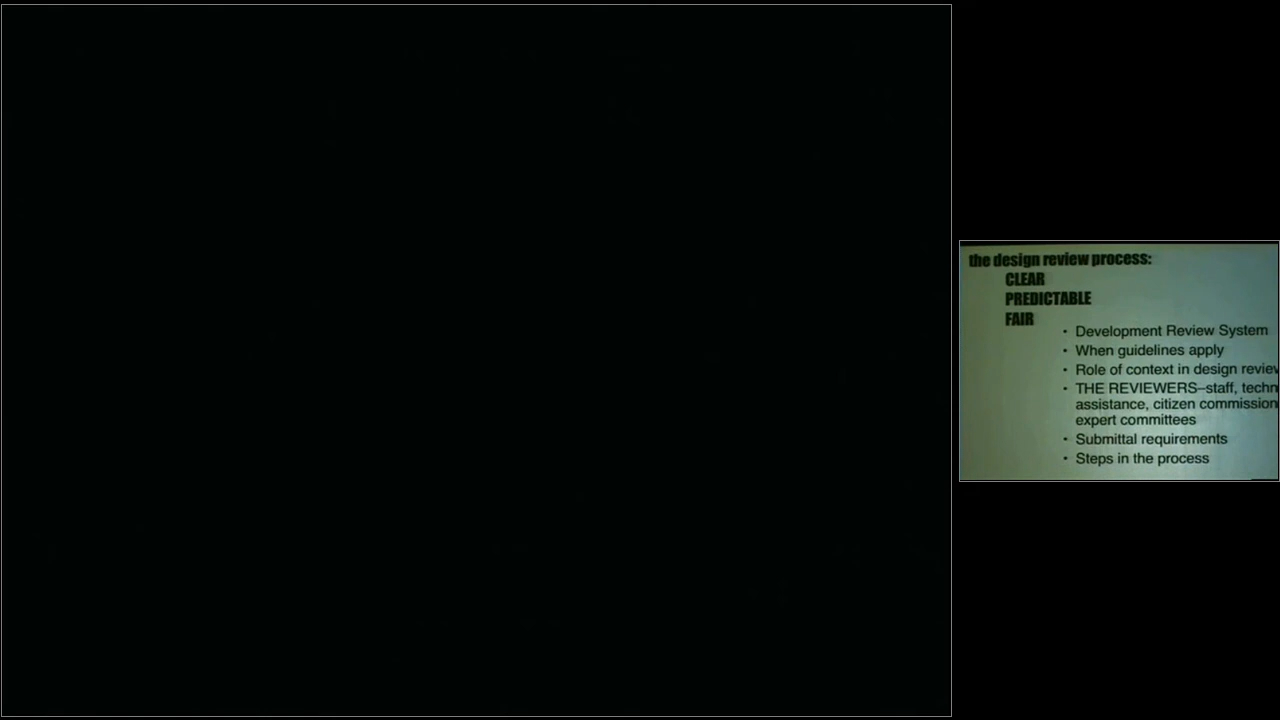 the design review process:
CLEAR
PREDICTABLE
FAIR
• Development Review System
• When guidelines apply
• Role of context in design
• THE REVIEWERS–staff,
assistance, citizen
expert committees
• Submittal requirements
• Steps in the process